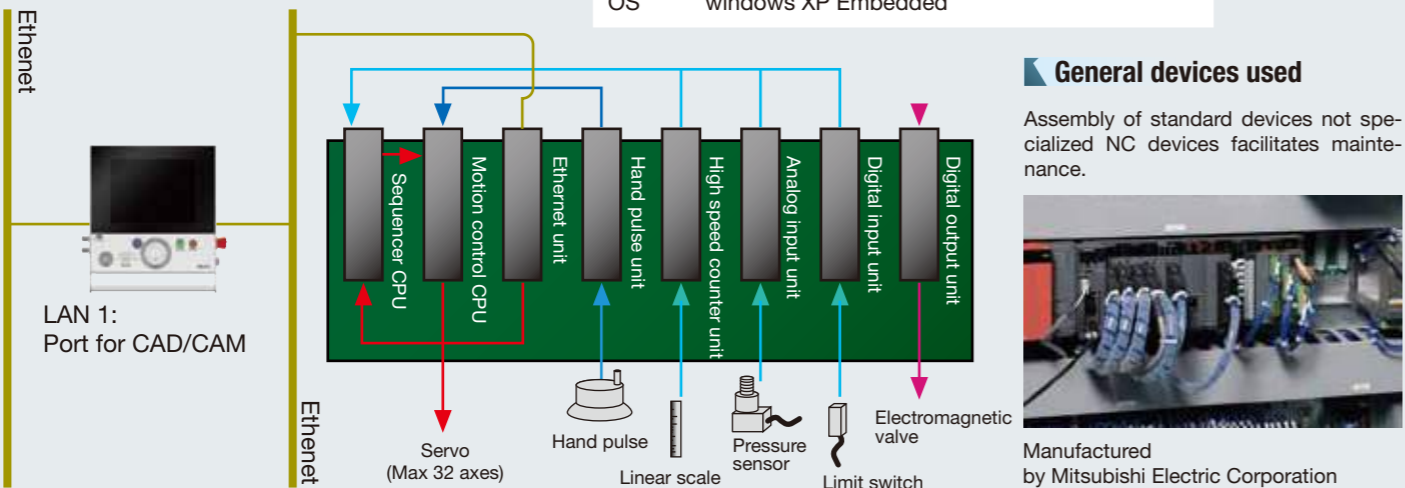 OS windows XP Embedded
Ethenet
General devices used
Assembly of standard devices not spe-
cialized NC devices facilitates mainte-
nance.
Sequencer CPU
Motion control CPU
Ethernet unit
Hand pulse unit
High speed counter unit
Analog input unit
Digital input unit
Digital output unit
LAN 1:
Port for CAD/CAM
Ethenet
Servo
(Max 32 axes)
Hand pulse
Linear scale
Pressure
sensor
Limit switch
Electromagnetic
valve
Manufactured
by Mitsubishi Electric Corporation